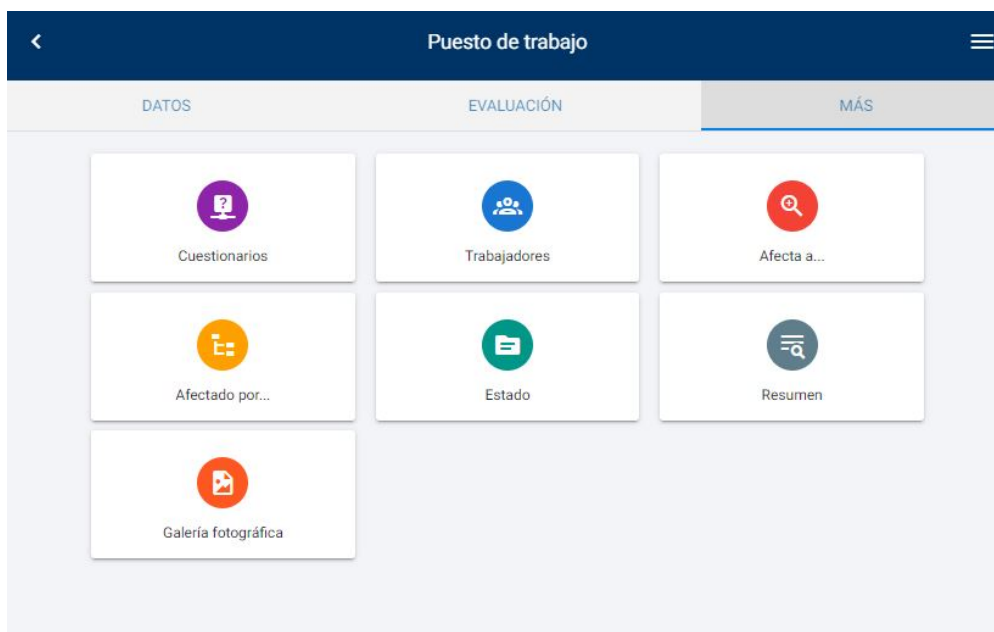 Puesto de trabajo
DATOS
EVALUACIÓN
MÁS
Cuestionarios
Trabajadores
Afecta a...
Afectado por...
Estado
Resumen
Galería fotográfica